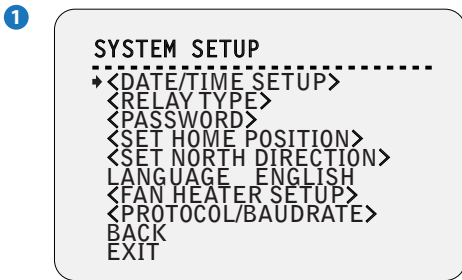 1
SYSTEM SETUP
<DATE/TIME SETUP>
<RELAY TYPE>
<PASSWORD>
<SET HOME POSITION>
<SET NORTH DIRECTION>
LANGUAGE ENGLISH
<FAN HEATER SETUP>
<PROTOCOL/BAUDRATE>
BACK
EXIT